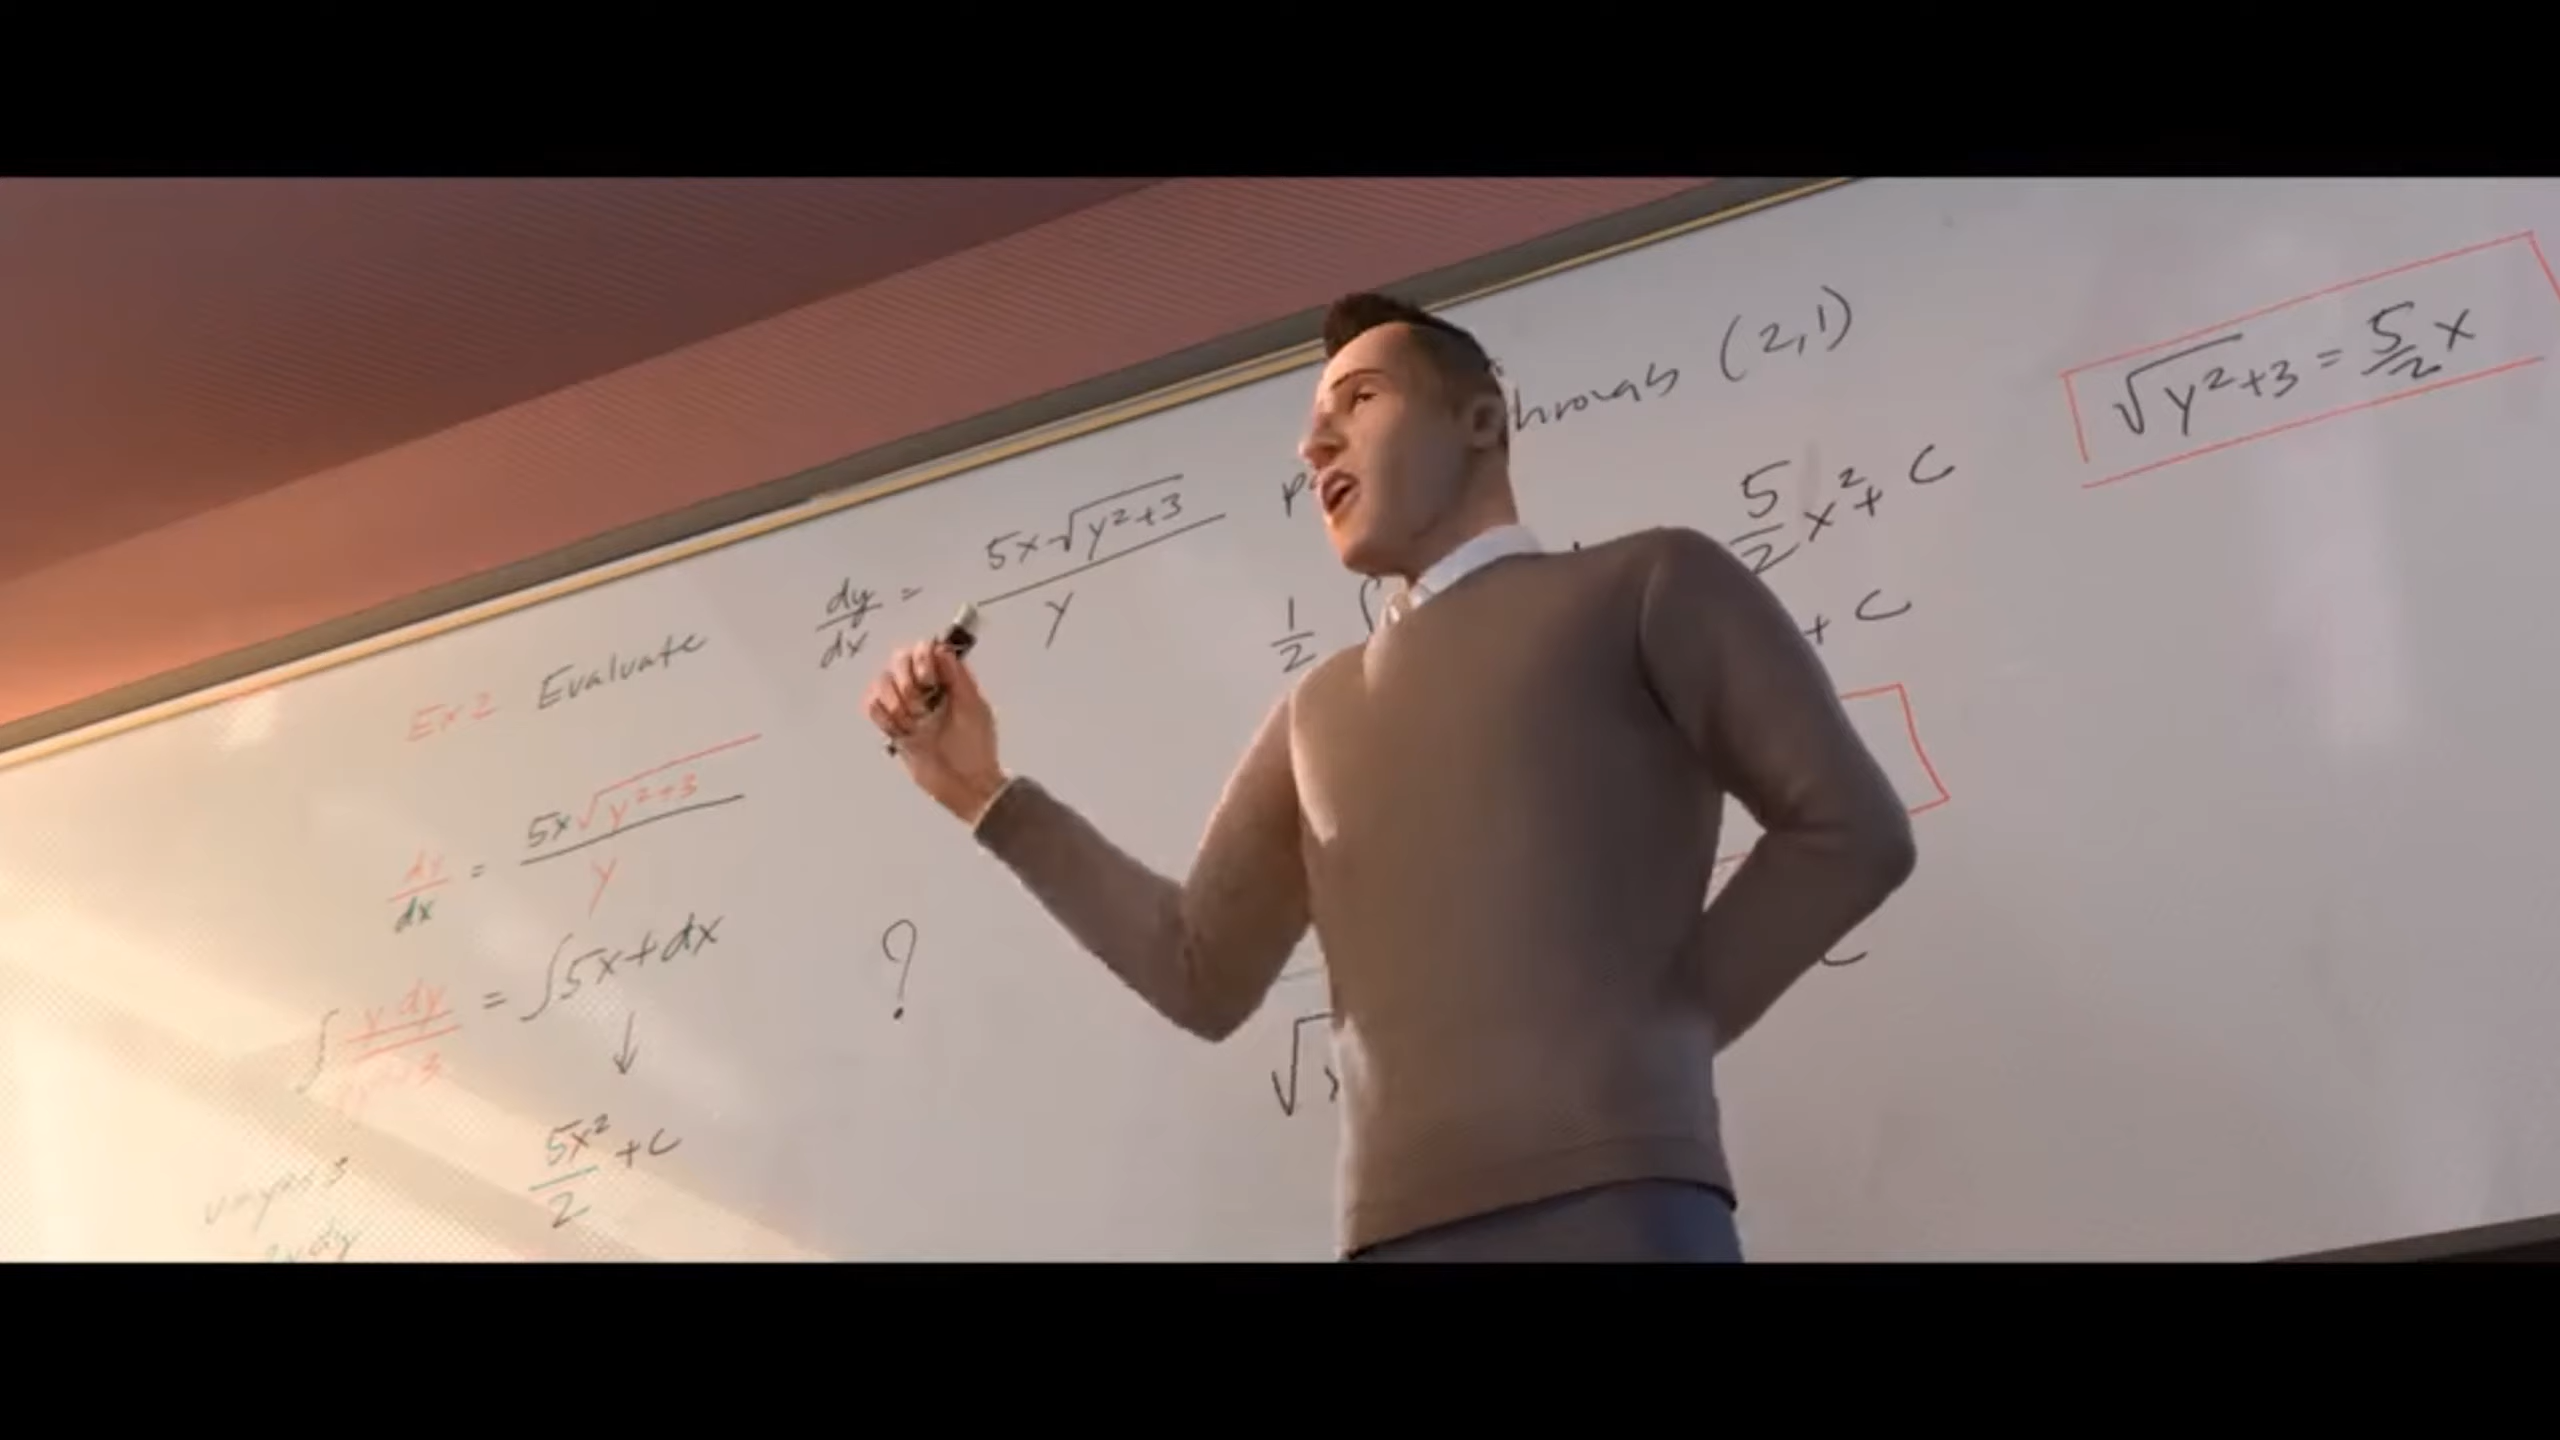 Ex 2 Evaluate dy/dx = 5x√(y²+3)/y
(2,1)
dy/dx = 5x√(y²+3)/y
∫ y dy = ∫5x+dx
?
5x²/2 + C
1/2 ∫
5/2 x² + C
+ C
√
√y²+3 = 5/2 x